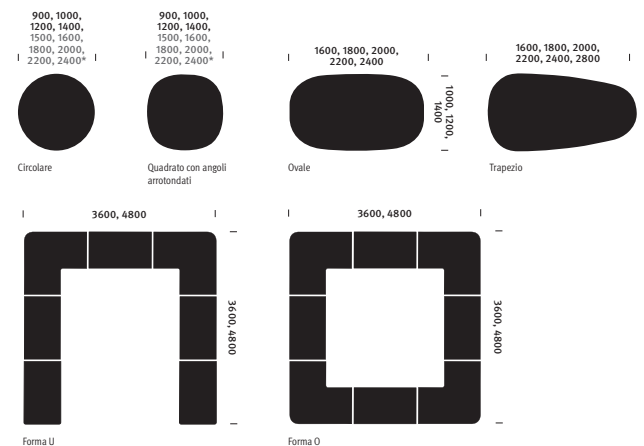 900, 1000,
1200, 1400,
1500, 1600,
1800, 2000,
2200, 2400*
900, 1000,
1200, 1400,
1500, 1600,
1800, 2000,
2200, 2400*
1600, 1800, 2000,
2200, 2400
1000, 1200,
1400
1600, 1800, 2000,
2200, 2400, 2800
Circolare
Quadrato con angoli
arrotondati
Ovale
Trapezio
3600, 4800
3600, 4800
3600, 4800
3600, 4800
Forma U
Forma O